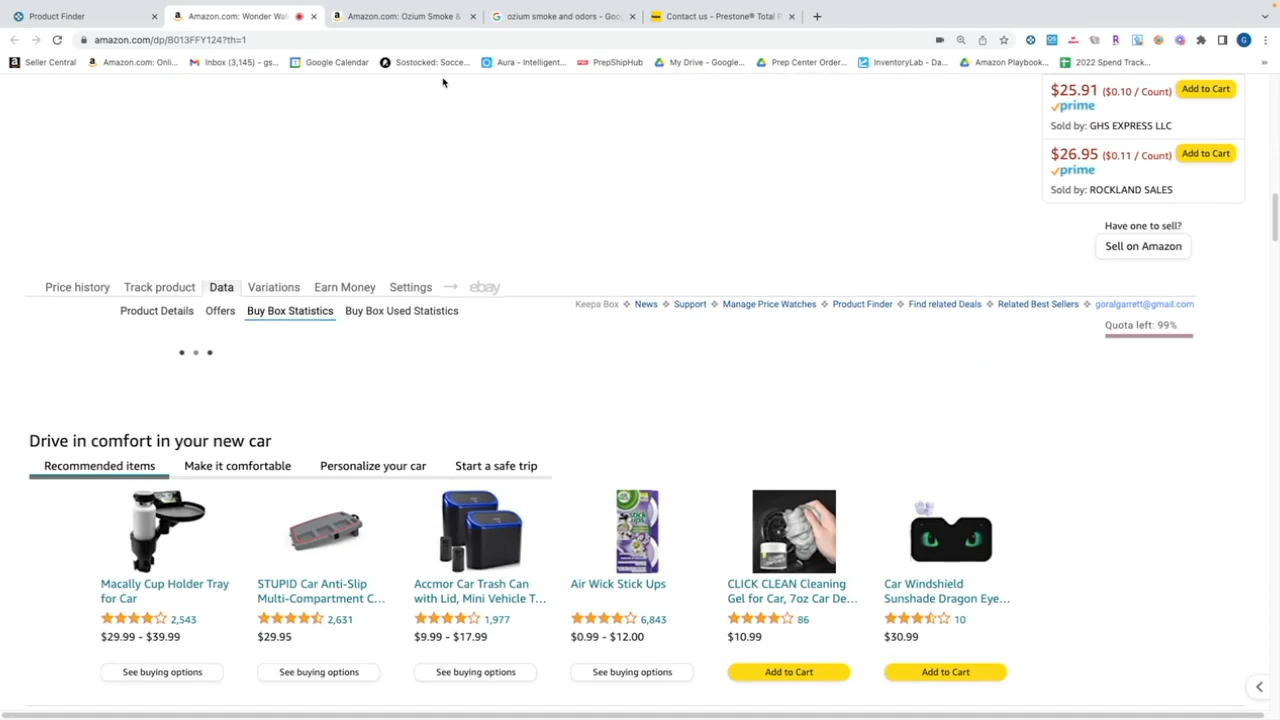 Product Finder
Amazon.com: Wonder Wa
Amazon.com: Ozium Smoke &
ozium smoke and odors - Goo
Contact us - Prestone® Total P
amazon.com/dp/B013FFY124?th=1
Seller Central
Amazon.com: Onli...
Inbox (3,145) - gs...
Google Calendar
Sostocked: Socce...
Aura - Intelligent...
PrepShipHub
My Drive - Google...
Prep Center Order...
InventoryLab - Da...
Amazon Playbook...
2022 Spend Track...
$25.91 ($0.10 / Count) Add to Cart
prime
Sold by: GHS EXPRESS LLC
$26.95 ($0.11 / Count) Add to Cart
prime
Sold by: ROCKLAND SALES
Have one to sell?
Sell on Amazon
Price history Track product Data Variations Earn Money Settings → ebay
Keepa Box News Support Manage Price Watches Product Finder Find related Deals Related Best Sellers goralgarrett@gmail.com
Product Details Offers Buy Box Statistics Buy Box Used Statistics
Quota left: 99%
Drive in comfort in your new car
Recommended items Make it comfortable Personalize your car Start a safe trip
Macally Cup Holder Tray
for Car
2,543
$29.99 - $39.99
See buying options
STUPID Car Anti-Slip
Multi-Compartment C...
2,631
$29.95
See buying options
Accmor Car Trash Can
with Lid, Mini Vehicle T...
1,977
$9.99 - $17.99
See buying options
Air Wick Stick Ups
6,843
$0.99 - $12.00
See buying options
CLICK CLEAN Cleaning
Gel for Car, 7oz Car De...
86
$10.99
Add to Cart
Car Windshield
Sunshade Dragon Eye...
10
$30.99
Add to Cart